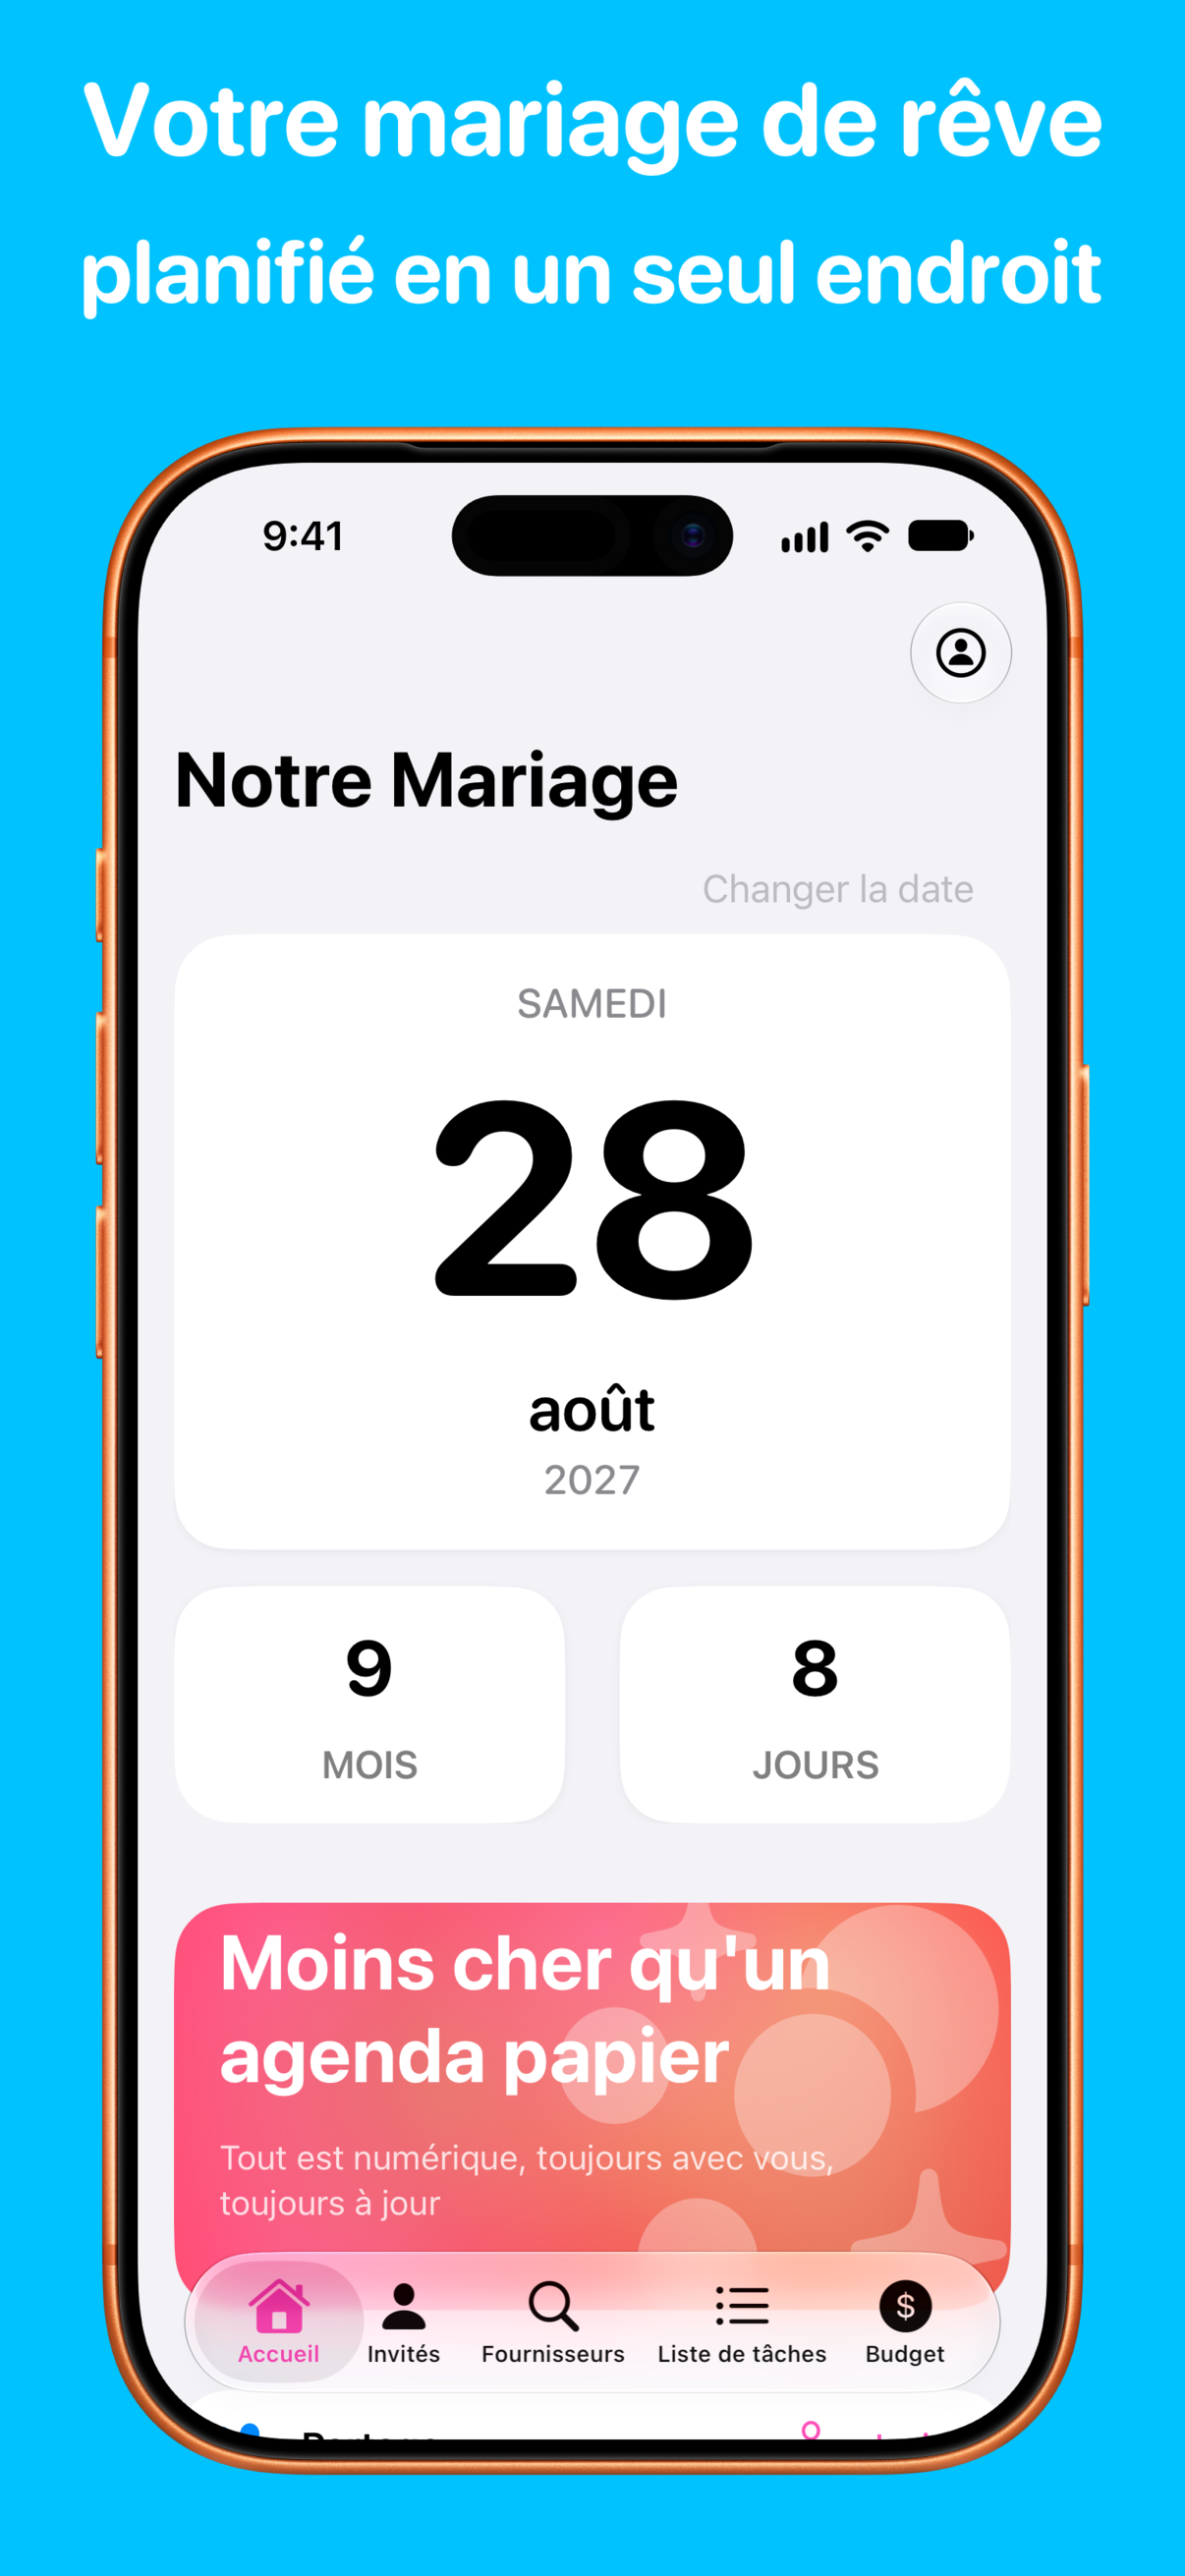 Votre mariage de rêve
planifié en un seul endroit
9:41
Notre Mariage
Changer la date
SAMEDI
28
août
2027
9
MOIS
8
JOURS
Moins cher qu'un
agenda papier
Tout est numérique, toujours avec vous,
toujours à jour
Accueil
Invités
Fournisseurs
Liste de tâches
$
Budget